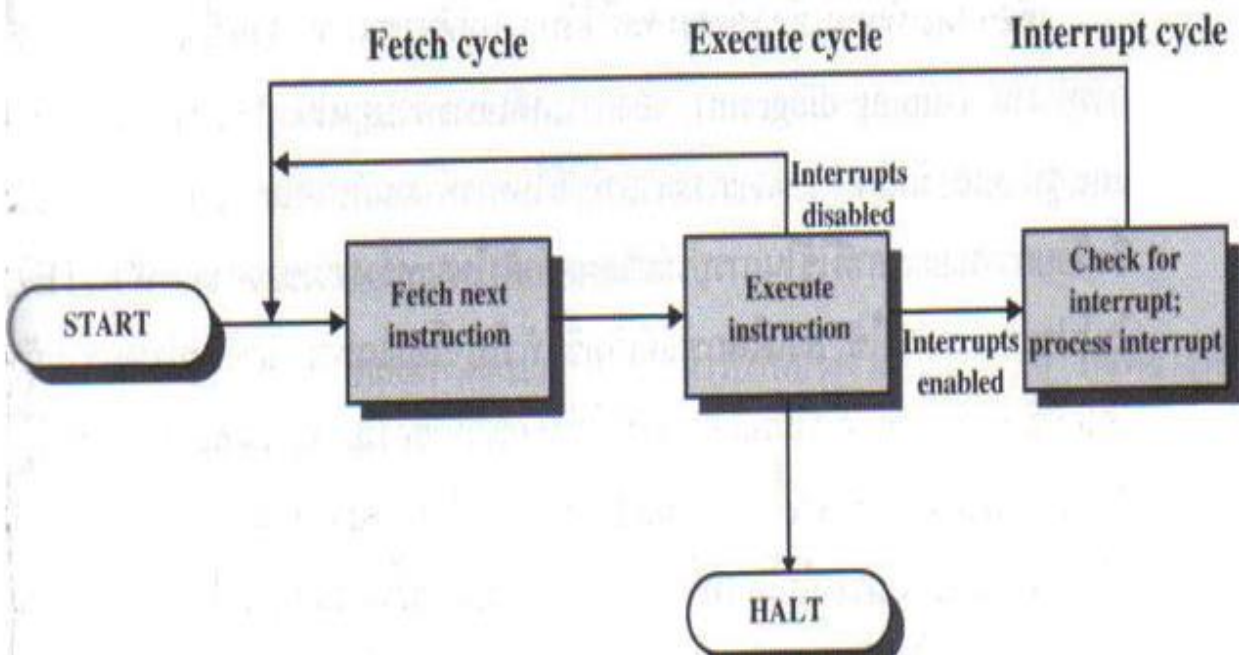 Fetch cycle Execute cycle Interrupt cycle
Interrupts
disabled
START
Fetch next
instruction
Execute
instruction
Interrupts
enabled
Check for
interrupt;
process interrupt
HALT